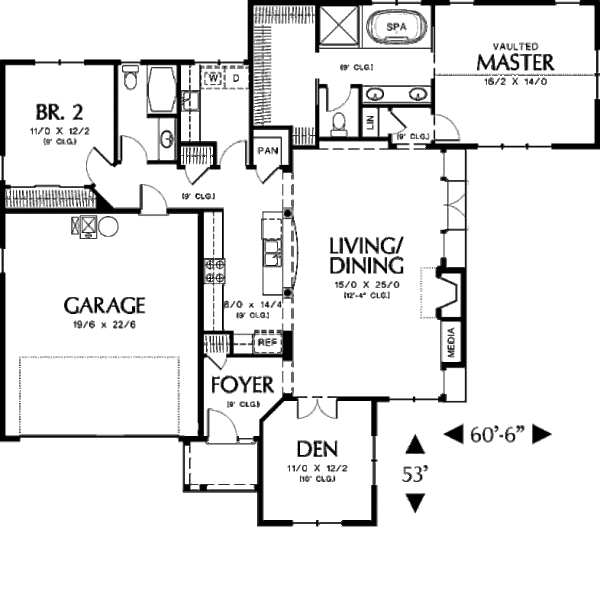 SPA
VAULTED
MASTER
16/2 X 14/0
(9' CLG.)
W D
BR. 2
11/0 X 12/2
(9' CLG.)
LIN
(9' CLG.)
PAN
(9' CLG.)
LIVING/
DINING
15/0 X 25/0
(12'-4" CLG.)
GARAGE
19/6 X 22/6
8/0 X 14/4
(9' CLG.)
REF
MEDIA
FOYER
(9' CLG.)
DEN
11/0 X 12/2
(10' CLG.)
60'-6"
53'